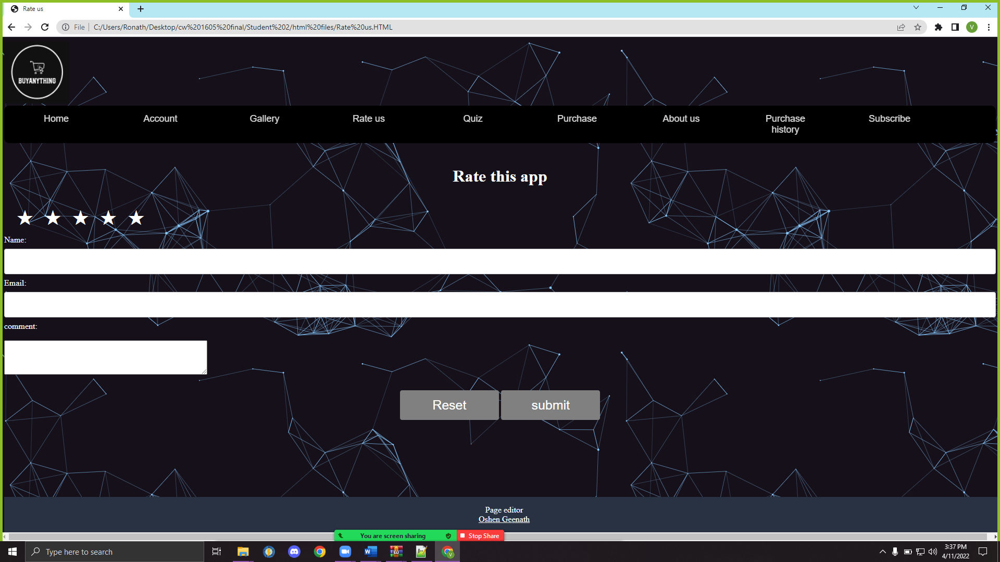 Rate us
File
C:/Users/Ronath/Desktop/cw%201605%20final/Student%202/html%20files/Rate%20us.HTML
V
BUYANYTHING
Home
Account
Gallery
Rate us
Quiz
Purchase
About us
Purchase
history
Subscribe
Rate this app
Name:
Email:
comment:
Reset
submit
Page editor
Oshen Geenath
You are screen sharing
Stop Share
Type here to search
3:37 PM
4/11/2022